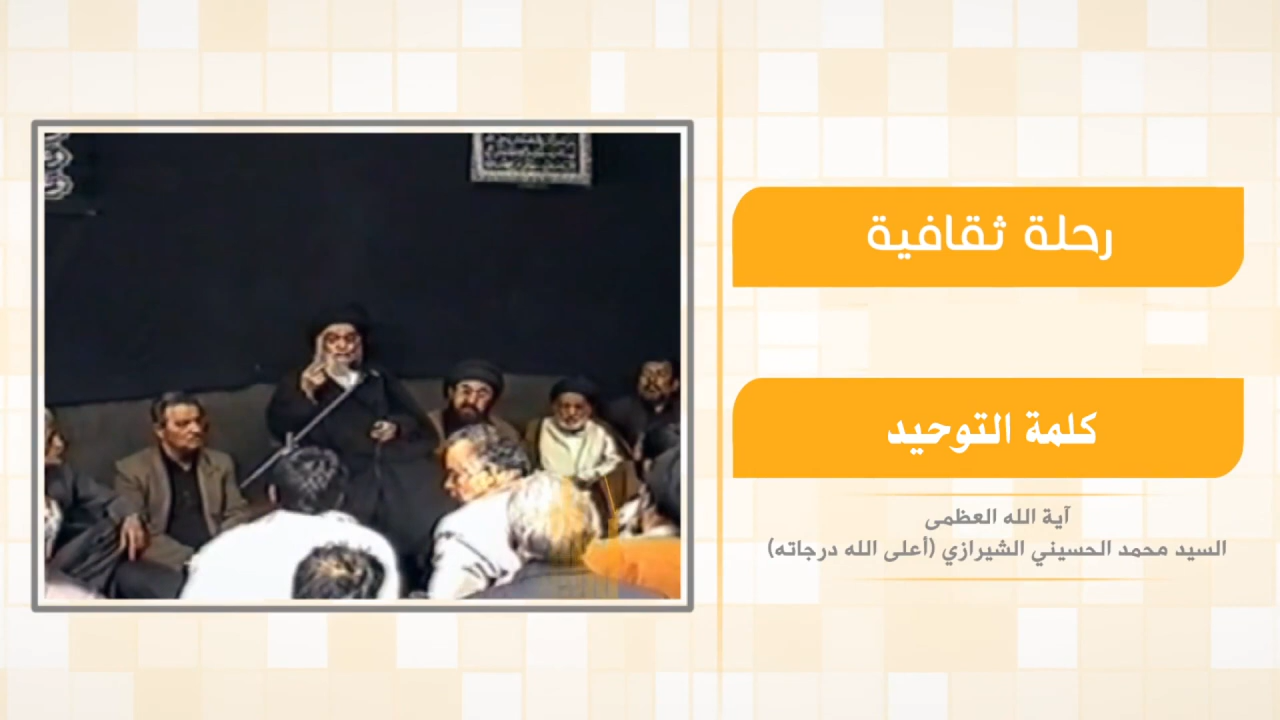 رحلة ثقافية
كلمة التوحيد
آية الله العظمى
السيد محمد الحسيني الشيرازي (أعلى الله درجاته)